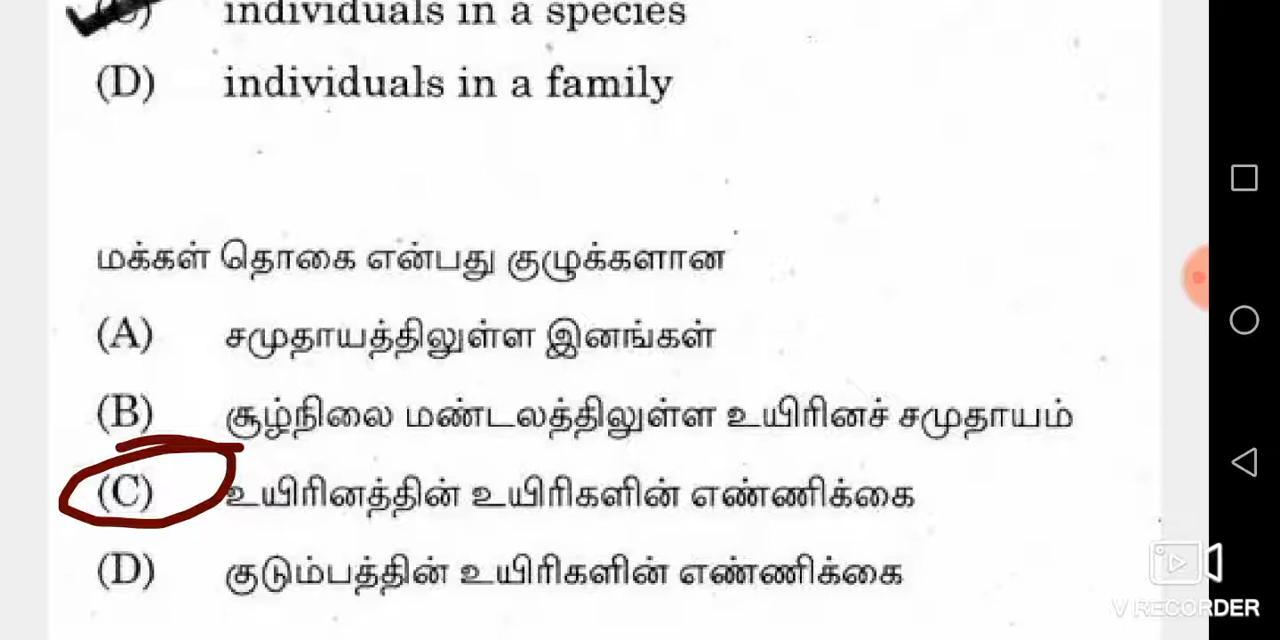 (C) individuals in a species
(D) individuals in a family
மக்கள் தொகை என்பது குழுக்களான
(A) சமுதாயத்திலுள்ள இனங்கள்
(B) சூழ்நிலை மண்டலத்திலுள்ள உயிரினச் சமுதாயம்
(C) உயிரினத்தின் உயிரிகளின் எண்ணிக்கை
(D) குடும்பத்தின் உயிரிகளின் எண்ணிக்கை
V RECORDER